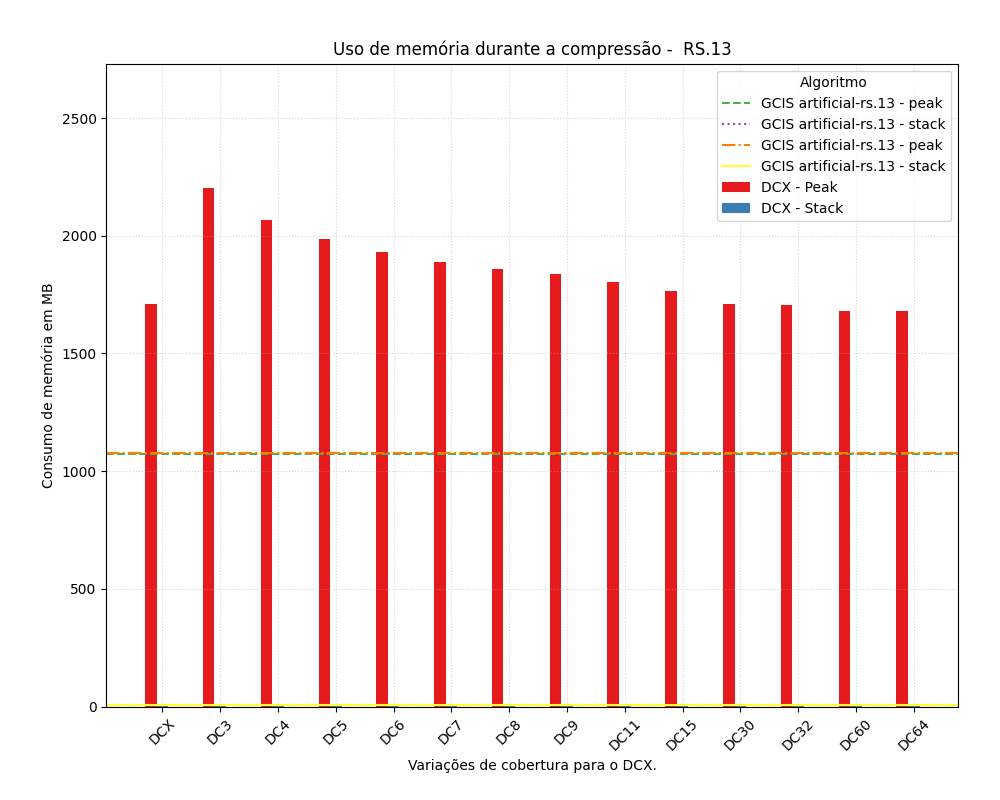 Uso de memória durante a compressão -  RS.13
Algoritmo
GCIS artificial-rs.13 - peak
GCIS artificial-rs.13 - stack
GCIS artificial-rs.13 - peak
GCIS artificial-rs.13 - stack
DCX - Peak
DCX - Stack
Consumo de memória em MB
2500
2000
1500
1000
500
0
DCX DC3 DC4 DC5 DC6 DC7 DC8 DC9 DC11 DC15 DC30 DC32 DC60 DC64
Variações de cobertura para o DCX.